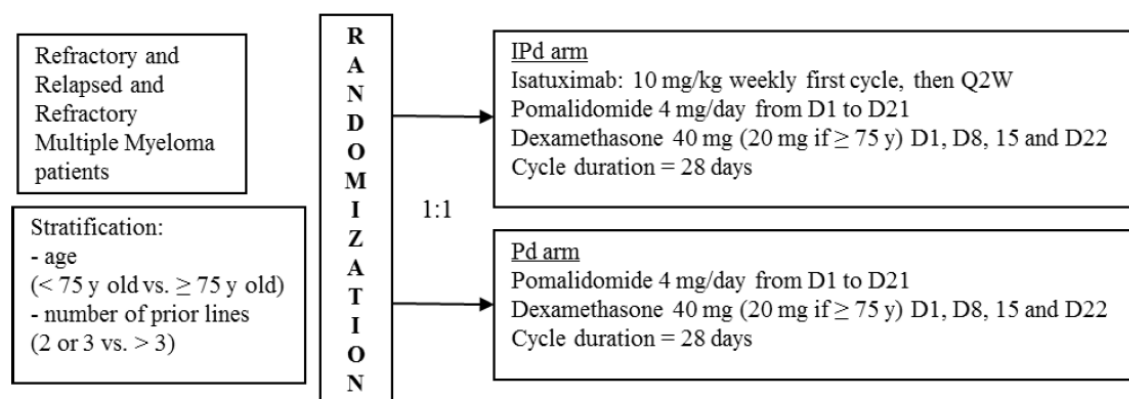 Refractory and
Relapsed and
Refractory
Multiple Myeloma
patients
Stratification:
- age
(< 75 y old vs. ≥ 75 y old)
- number of prior lines
(2 or 3 vs. > 3)
R
A
N
D
O
M
I
Z
A
T
I
O
N
1:1
IPd arm
Isatuximab: 10 mg/kg weekly first cycle, then Q2W
Pomalidomide 4 mg/day from D1 to D21
Dexamethasone 40 mg (20 mg if ≥ 75 y) D1, D8, 15 and D22
Cycle duration = 28 days
Pd arm
Pomalidomide 4 mg/day from D1 to D21
Dexamethasone 40 mg (20 mg if ≥ 75 y) D1, D8, 15 and D22
Cycle duration = 28 days